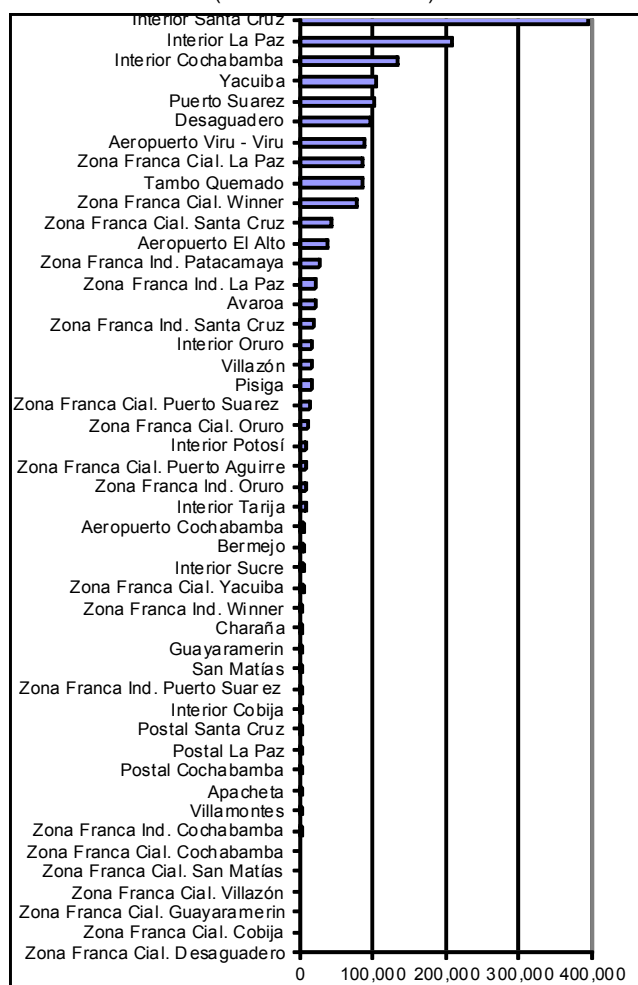 Interior Santa Cruz
Interior La Paz
Interior Cochabamba
Yacuiba
Puerto Suarez
Desaguadero
Aeropuerto Viru - Viru
Zona Franca Cial. La Paz
Tambo Quemado
Zona Franca Cial. Winner
Zona Franca Cial. Santa Cruz
Aeropuerto El Alto
Zona Franca Ind. Patacamaya
Zona Franca Ind. La Paz
Avaroa
Zona Franca Ind. Santa Cruz
Interior Oruro
Villazón
Pisiga
Zona Franca Cial. Puerto Suarez
Zona Franca Cial. Oruro
Interior Potosí
Zona Franca Cial. Puerto Aguirre
Zona Franca Ind. Oruro
Interior Tarija
Aeropuerto Cochabamba
Bermejo
Interior Sucre
Zona Franca Cial. Yacuiba
Zona Franca Ind. Winner
Charaña
Guayaramerin
San Matías
Zona Franca Ind. Puerto Suarez
Interior Cobija
Postal Santa Cruz
Postal La Paz
Postal Cochabamba
Apacheta
Villamontes
Zona Franca Ind. Cochabamba
Zona Franca Cial. Cochabamba
Zona Franca Cial. San Matías
Zona Franca Cial. Villazón
Zona Franca Cial. Guayaramerin
Zona Franca Cial. Cobija
Zona Franca Cial. Desaguadero
0 100,000 200,000 300,000 400,000